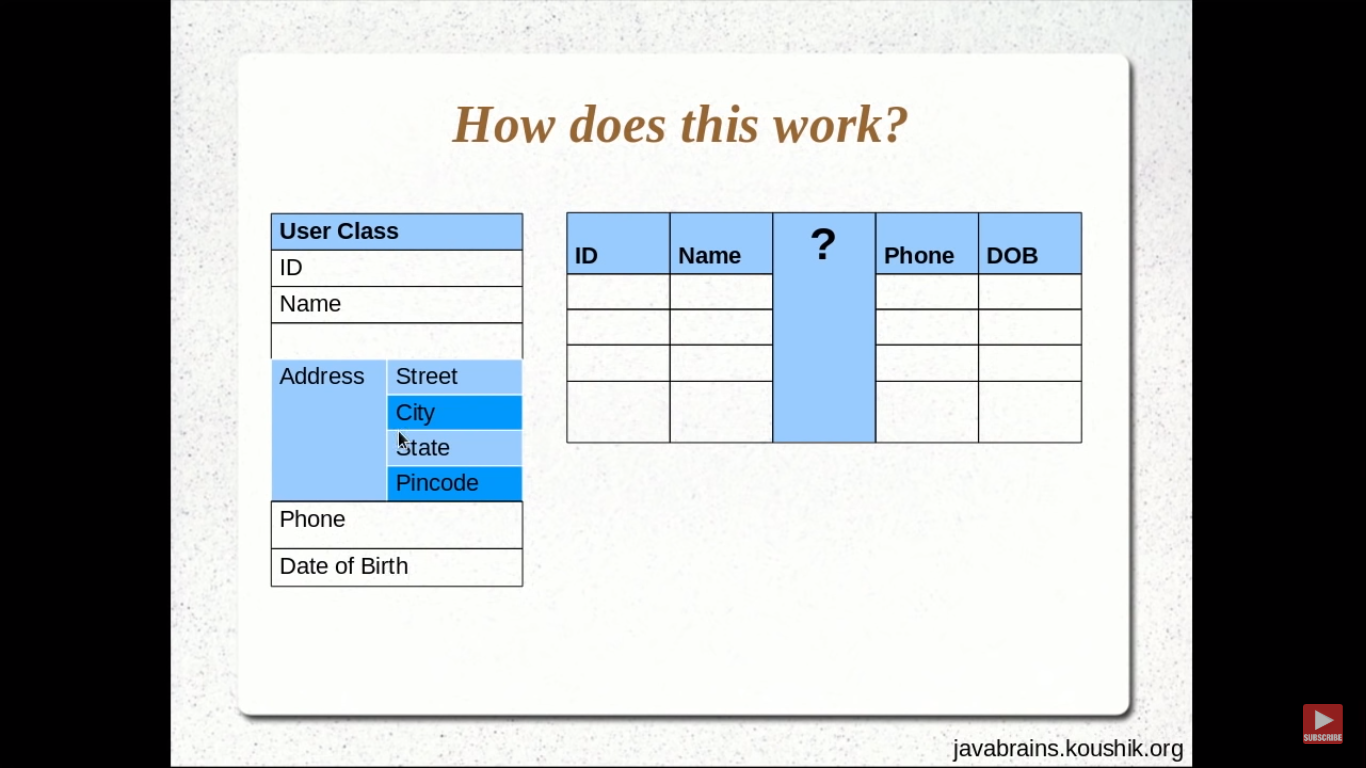 How does this work?
User Class
ID
Name
Address
Street
City
State
Pincode
Phone
Date of Birth
ID Name ? Phone DOB
SUBSCRIBE
javabrains.koushik.org